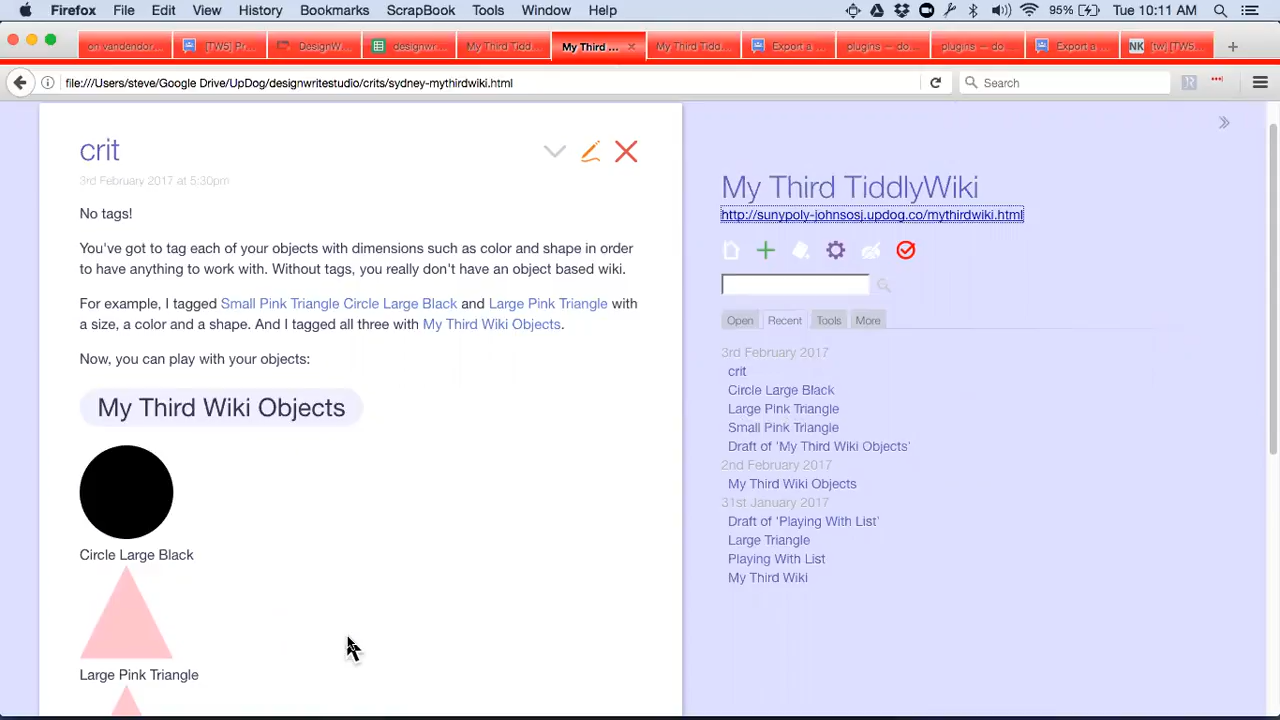 Firefox File Edit View History Bookmarks ScrapBook Tools Window Help 95% Tue 10:11 AM
on vandendor... [TW5] Pr... DesignW... designwr... My Third Tidd... My Third ... My Third Tidd... Export a ... plugins — do... plugins — do... Export a ... [tw] [TW5...
file:///Users/steve/Google Drive/UpDog/designwritestudio/crits/sydney-mythirdwiki.html Search
crit
3rd February 2017 at 5:30pm
No tags!
You've got to tag each of your objects with dimensions such as color and shape in order
to have anything to work with. Without tags, you really don't have an object based wiki.
For example, I tagged Small Pink Triangle Circle Large Black and Large Pink Triangle with
a size, a color and a shape. And I tagged all three with My Third Wiki Objects.
Now, you can play with your objects:
My Third Wiki Objects
Circle Large Black
Large Pink Triangle
My Third TiddlyWiki
http://sunypoly-johnsosj.updog.co/mythirdwiki.html
Open Recent Tools More
3rd February 2017
crit
Circle Large Black
Large Pink Triangle
Small Pink Triangle
Draft of 'My Third Wiki Objects'
2nd February 2017
My Third Wiki Objects
31st January 2017
Draft of 'Playing With List'
Large Triangle
Playing With List
My Third Wiki